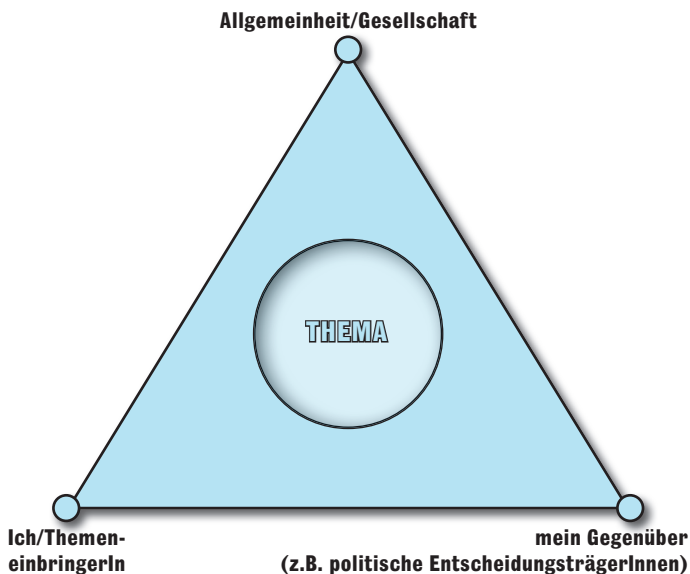 Allgemeinheit/Gesellschaft
THEMA
Ich/Themen-
einbringerIn
mein Gegenüber
(z.B. politische EntscheidungsträgerInnen)